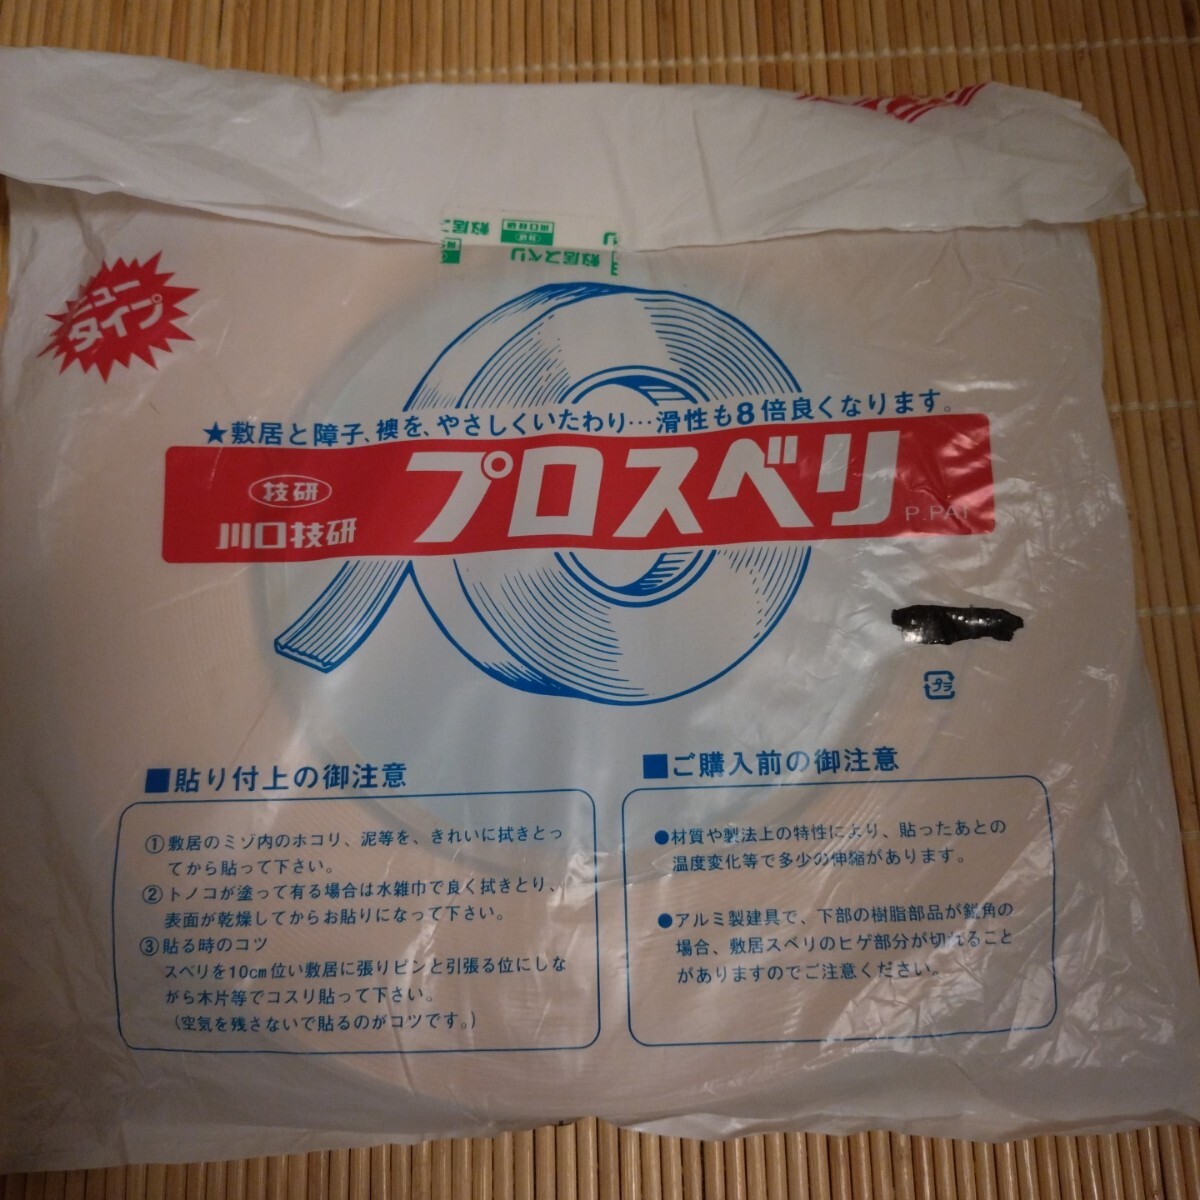 敷居スベリ
川口技研
技研
ニュー
タイプ
★敷居と障子、襖を、やさしくいたわり…滑性も8倍良くなります。
技研
川口技研
プロスベリ
P.PAT
プラ
■貼り付上の御注意
①敷居のミゾ内のホコリ、泥等を、きれいに拭きとっ
てから貼って下さい。
②トノコが塗って有る場合は水雑巾で良く拭きとり、
表面が乾燥してからお貼りになって下さい。
③貼る時のコツ
スベリを10cm位い敷居に張りピンと引張る位にしな
がら木片等でコスリ貼って下さい。
(空気を残さないで貼るのがコツです。)
■ご購入前の御注意
●材質や製法上の特性により、貼ったあとの
温度変化等で多少の伸縮があります。
●アルミ製建具で、下部の樹脂部品が鋭角の
場合、敷居スベリのヒゲ部分が切れること
がありますのでご注意ください。